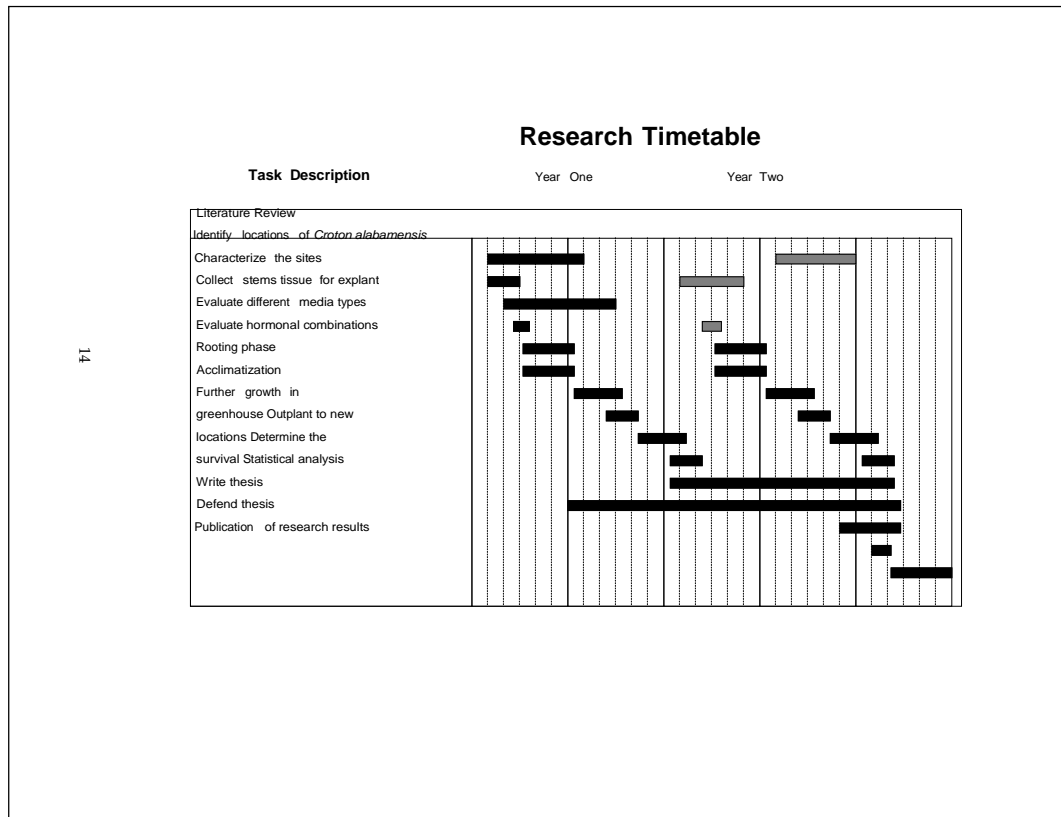 Research Timetable
Task Description Year One Year Two
Literature Review
Identify locations of Croton alabamensis
Characterize the sites
Collect stems tissue for explant
Evaluate different media types
Evaluate hormonal combinations
Rooting phase
Acclimatization
Further growth in
greenhouse Outplant to new
locations Determine the
survival Statistical analysis
Write thesis
Defend thesis
Publication of research results
14